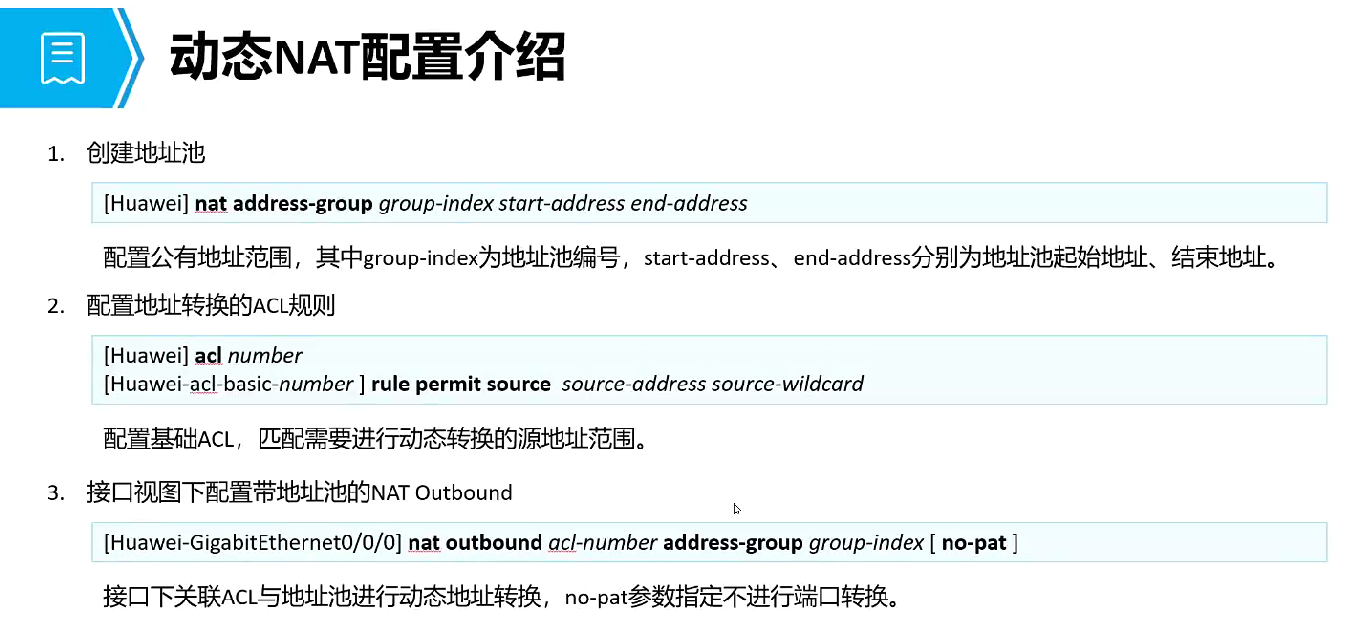 动态NAT配置介绍
1. 创建地址池
[Huawei] nat address-group group-index start-address end-address
配置公有地址范围，其中group-index为地址池编号，start-address、end-address分别为地址池起始地址、结束地址。
2. 配置地址转换的ACL规则
[Huawei] acl number
[Huawei-acl-basic-number ] rule permit source source-address source-wildcard
配置基础ACL，匹配需要进行动态转换的源地址范围。
3. 接口视图下配置带地址池的NAT Outbound
[Huawei-GigabitEthernet0/0/0] nat outbound acl-number address-group group-index [ no-pat ]
接口下关联ACL与地址池进行动态地址转换，no-pat参数指定不进行端口转换。